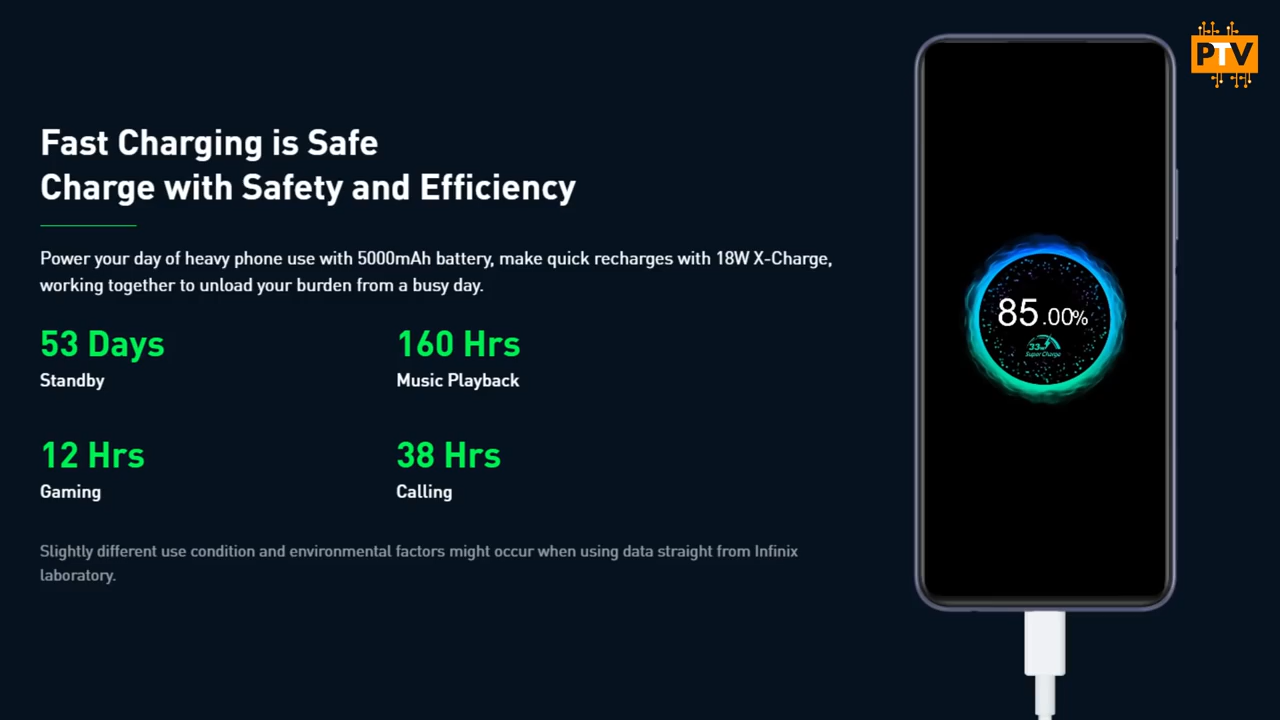 PTV
Fast Charging is Safe
Charge with Safety and Efficiency
Power your day of heavy phone use with 5000mAh battery, make quick recharges with 18W X-Charge,
working together to unload your burden from a busy day.
53 Days
Standby
160 Hrs
Music Playback
12 Hrs
Gaming
38 Hrs
Calling
Slightly different use condition and environmental factors might occur when using data straight from Infinix
laboratory.
85.00%
33
Super Charge